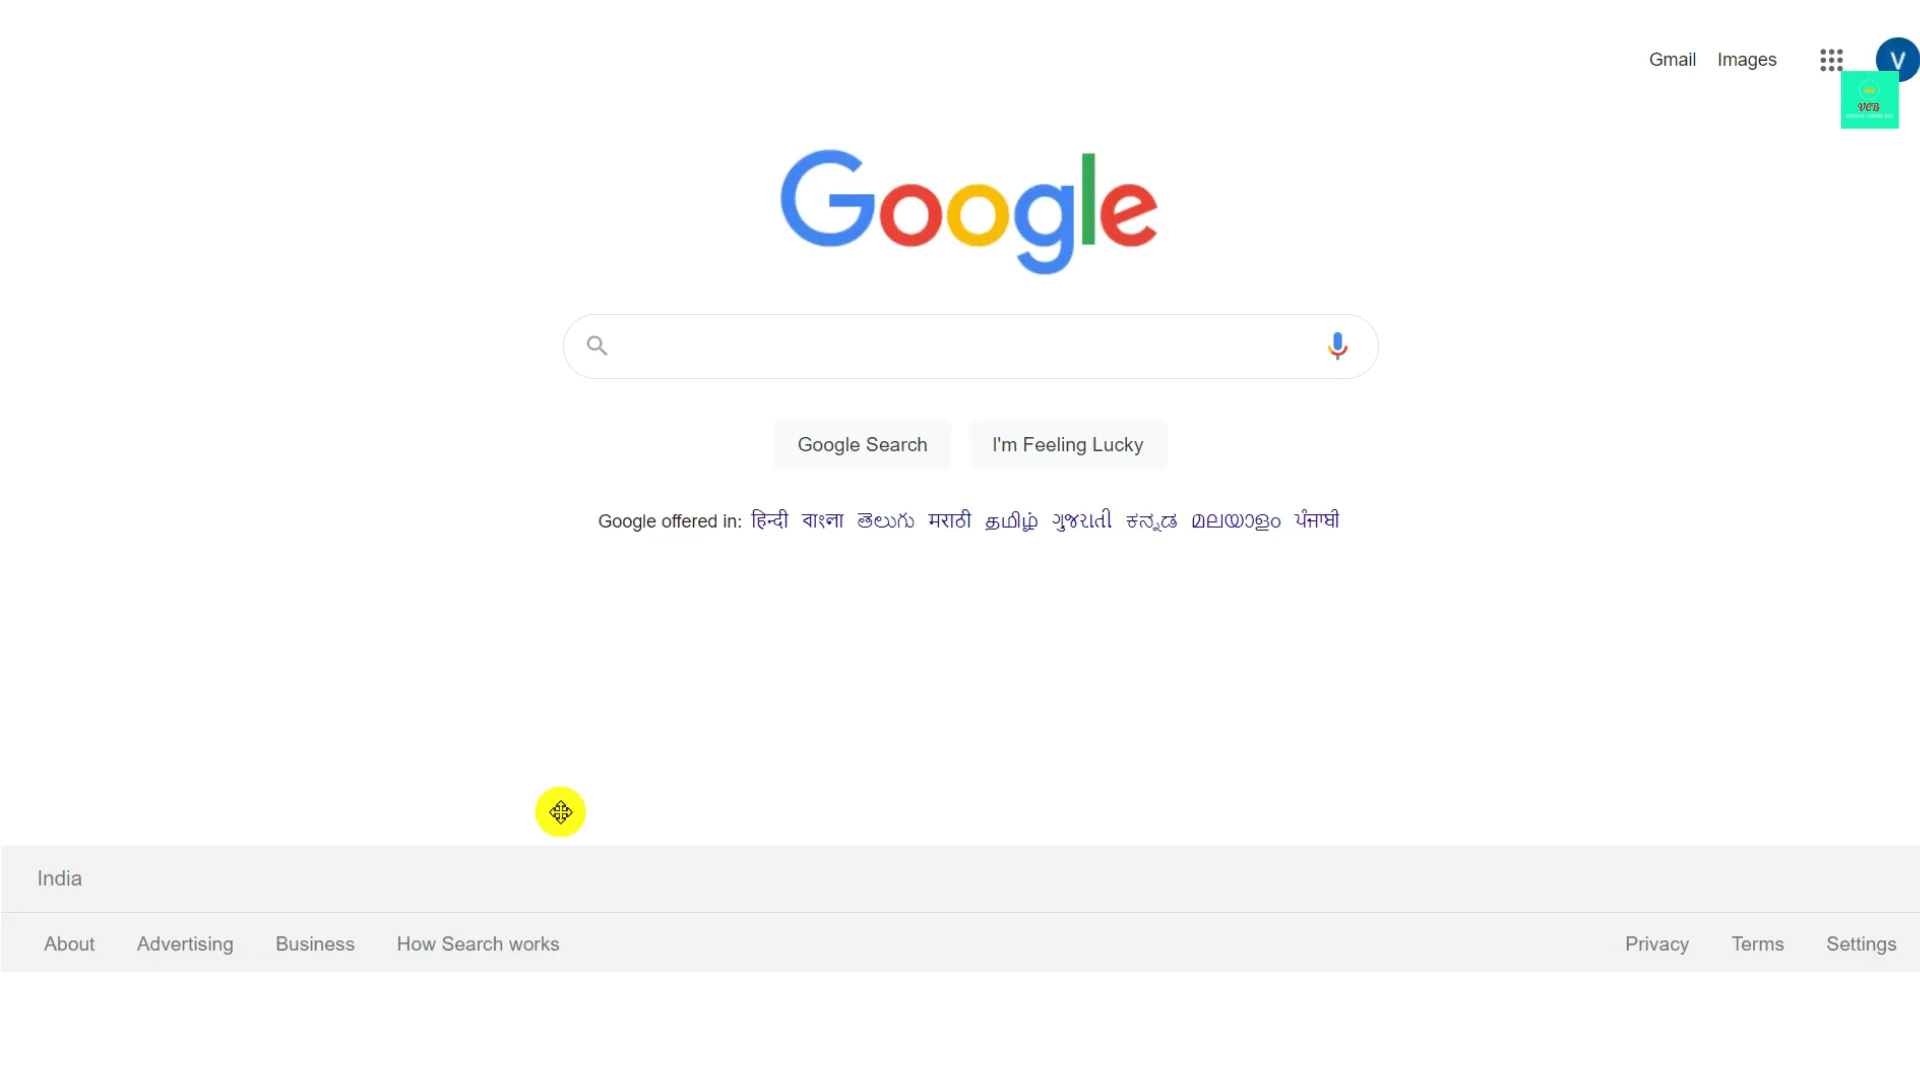 Gmail Images
V
VCB
Google
Google Search I'm Feeling Lucky
Google offered in: हिन्दी বাংলা తెలుగు मराठी தமிழ் ગુજરાતી ಕನ್ನಡ മലയാളം ਪੰਜਾਬੀ
India
About Advertising Business How Search works Privacy Terms Settings